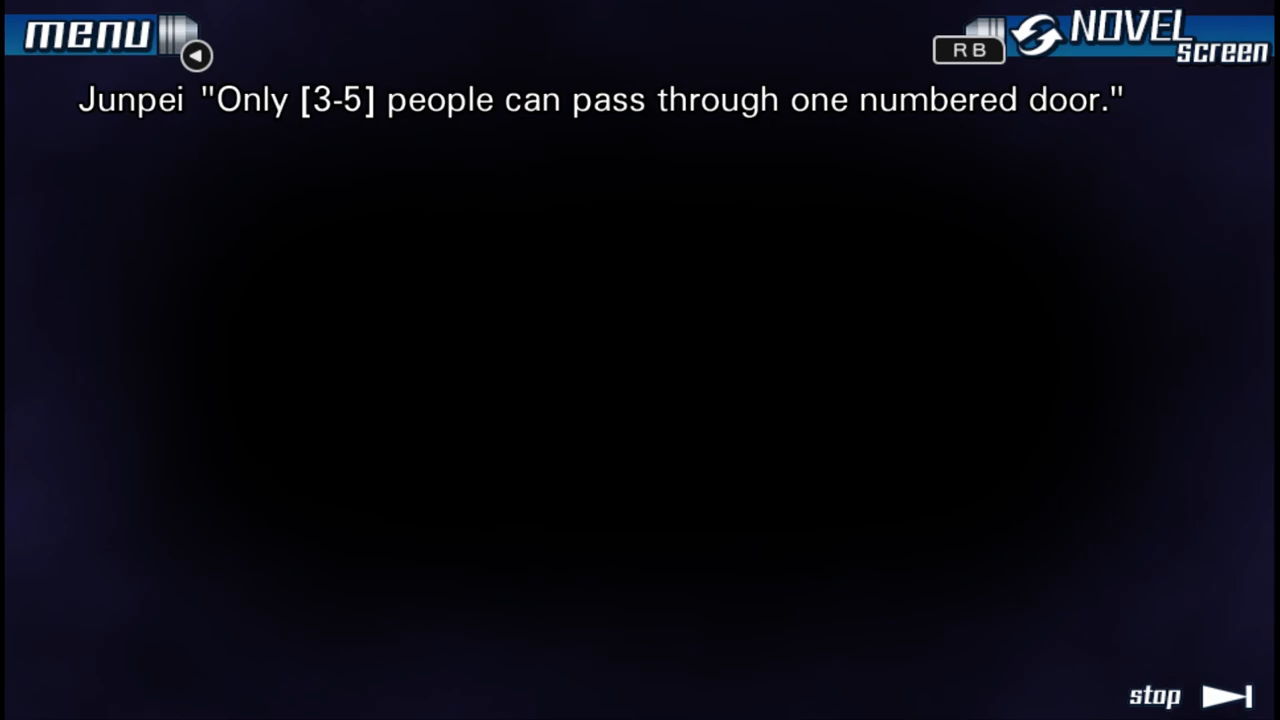 menu
NOVEL
RB
screen
Junpei "Only [3-5] people can pass through one numbered door."
stop